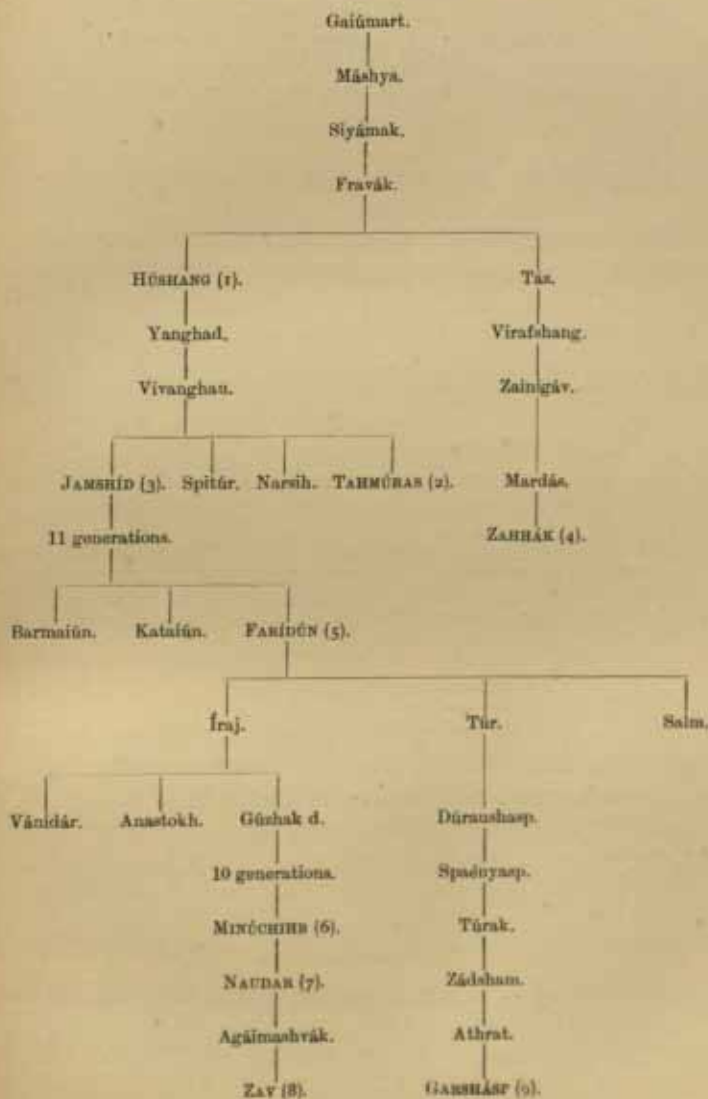 Gaiúmart.
Máshya.
Siyámak.
Fravák.
HÚSHANG (1). Taz.
Yanghad. Virafshang.
Vivanghau. Zainigáv.
JAMSHÍD (3). Spitúr. Narsih. TAHMÚRAS (2). Mardás.
11 generations. ZAHHÁK (4).
Barmaiún. Kataiún. FARÍDÚN (5).
Íraj. Túr. Salm.
Vánidár. Anastokh. Gúzhak d. Dúraushasp.
10 generations. Spaényasp.
MINÚCHIHR (6). Túrak.
NAUDAR (7). Zádsham.
Agáimashvák. Athrat.
ZAV (8). GARSHÁSP (9).